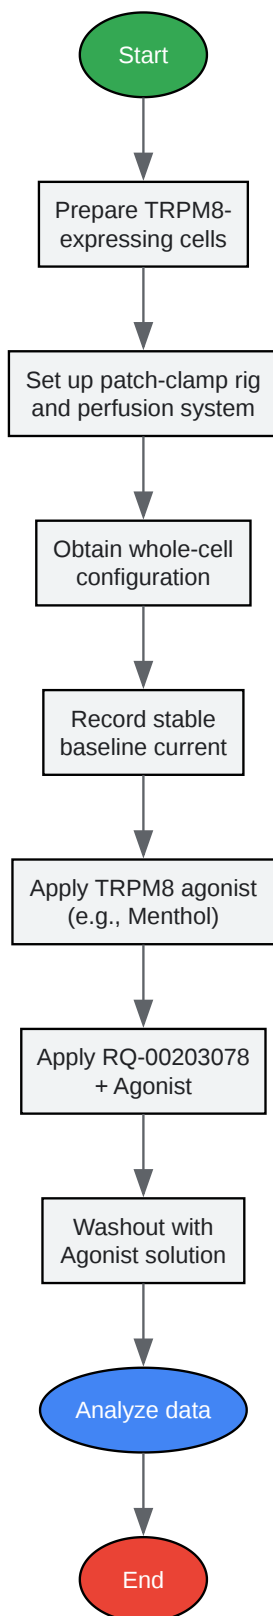 Start
Prepare TRPM8-
expressing cells
Set up patch-clamp rig
and perfusion system
Obtain whole-cell
configuration
Record stable
baseline current
Apply TRPM8 agonist
(e.g., Menthol)
Apply RQ-00203078
+ Agonist
Washout with
Agonist solution
Analyze data
End